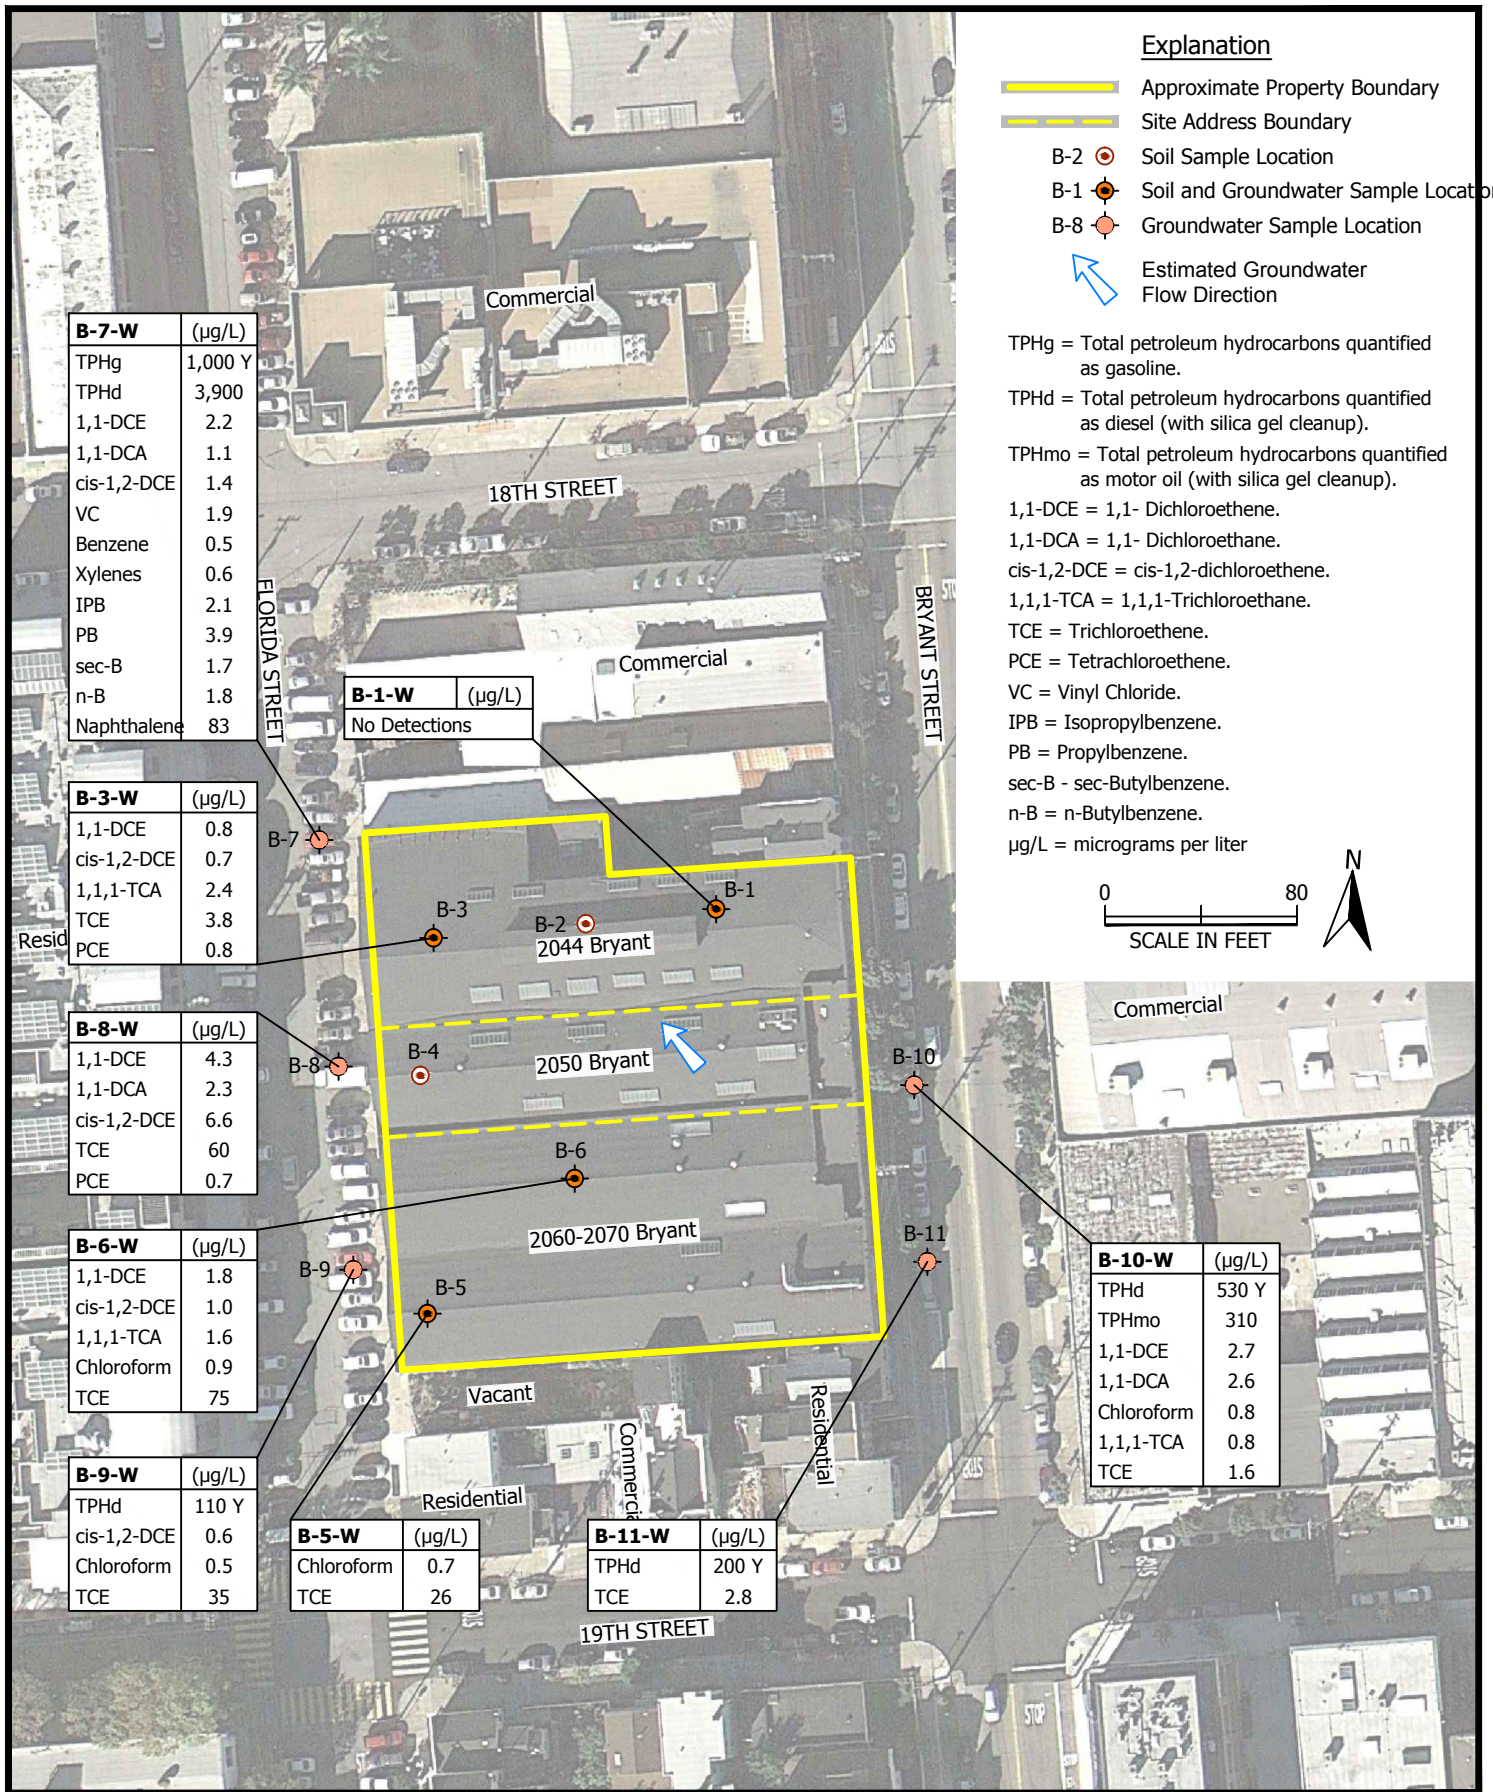 Explanation
Approximate Property Boundary
Site Address Boundary
B-2 Soil Sample Location
B-1 Soil and Groundwater Sample Location
B-8 Groundwater Sample Location
Estimated Groundwater
Flow Direction
TPHg = Total petroleum hydrocarbons quantified
as gasoline.
TPHd = Total petroleum hydrocarbons quantified
as diesel (with silica gel cleanup).
TPHmo = Total petroleum hydrocarbons quantified
as motor oil (with silica gel cleanup).
1,1-DCE = 1,1- Dichloroethene.
1,1-DCA = 1,1- Dichloroethane.
cis-1,2-DCE = cis-1,2-dichloroethene.
1,1,1-TCA = 1,1,1-Trichloroethane.
TCE = Trichloroethene.
PCE = Tetrachloroethene.
VC = Vinyl Chloride.
IPB = Isopropylbenzene.
PB = Propylbenzene.
sec-B - sec-Butylbenzene.
n-B = n-Butylbenzene.
µg/L = micrograms per liter
0 80
SCALE IN FEET
N
Commercial
18TH STREET
FLORIDA STREET
BRYANT STREET
Commercial
B-7-W (µg/L)
TPHg 1,000 Y
TPHd 3,900
1,1-DCE 2.2
1,1-DCA 1.1
cis-1,2-DCE 1.4
VC 1.9
Benzene 0.5
Xylenes 0.6
IPB 2.1
PB 3.9
sec-B 1.7
n-B 1.8
Naphthalene 83
B-1-W (µg/L)
No Detections
B-3-W (µg/L)
1,1-DCE 0.8
cis-1,2-DCE 0.7
1,1,1-TCA 2.4
TCE 3.8
PCE 0.8
B-7
B-3
B-2
B-1
2044 Bryant
Resid
Commercial
B-8-W (µg/L)
1,1-DCE 4.3
1,1-DCA 2.3
cis-1,2-DCE 6.6
TCE 60
PCE 0.7
B-8
B-4
2050 Bryant
B-10
B-6
2060-2070 Bryant
B-11
B-9
B-5
B-6-W (µg/L)
1,1-DCE 1.8
cis-1,2-DCE 1.0
1,1,1-TCA 1.6
Chloroform 0.9
TCE 75
B-10-W (µg/L)
TPHd 530 Y
TPHmo 310
1,1-DCE 2.7
1,1-DCA 2.6
Chloroform 0.8
1,1,1-TCA 0.8
TCE 1.6
Vacant
Residential
Commercia
Residential
B-9-W (µg/L)
TPHd 110 Y
cis-1,2-DCE 0.6
Chloroform 0.5
TCE 35
B-5-W (µg/L)
Chloroform 0.7
TCE 26
B-11-W (µg/L)
TPHd 200 Y
TCE 2.8
19TH STREET
STOP